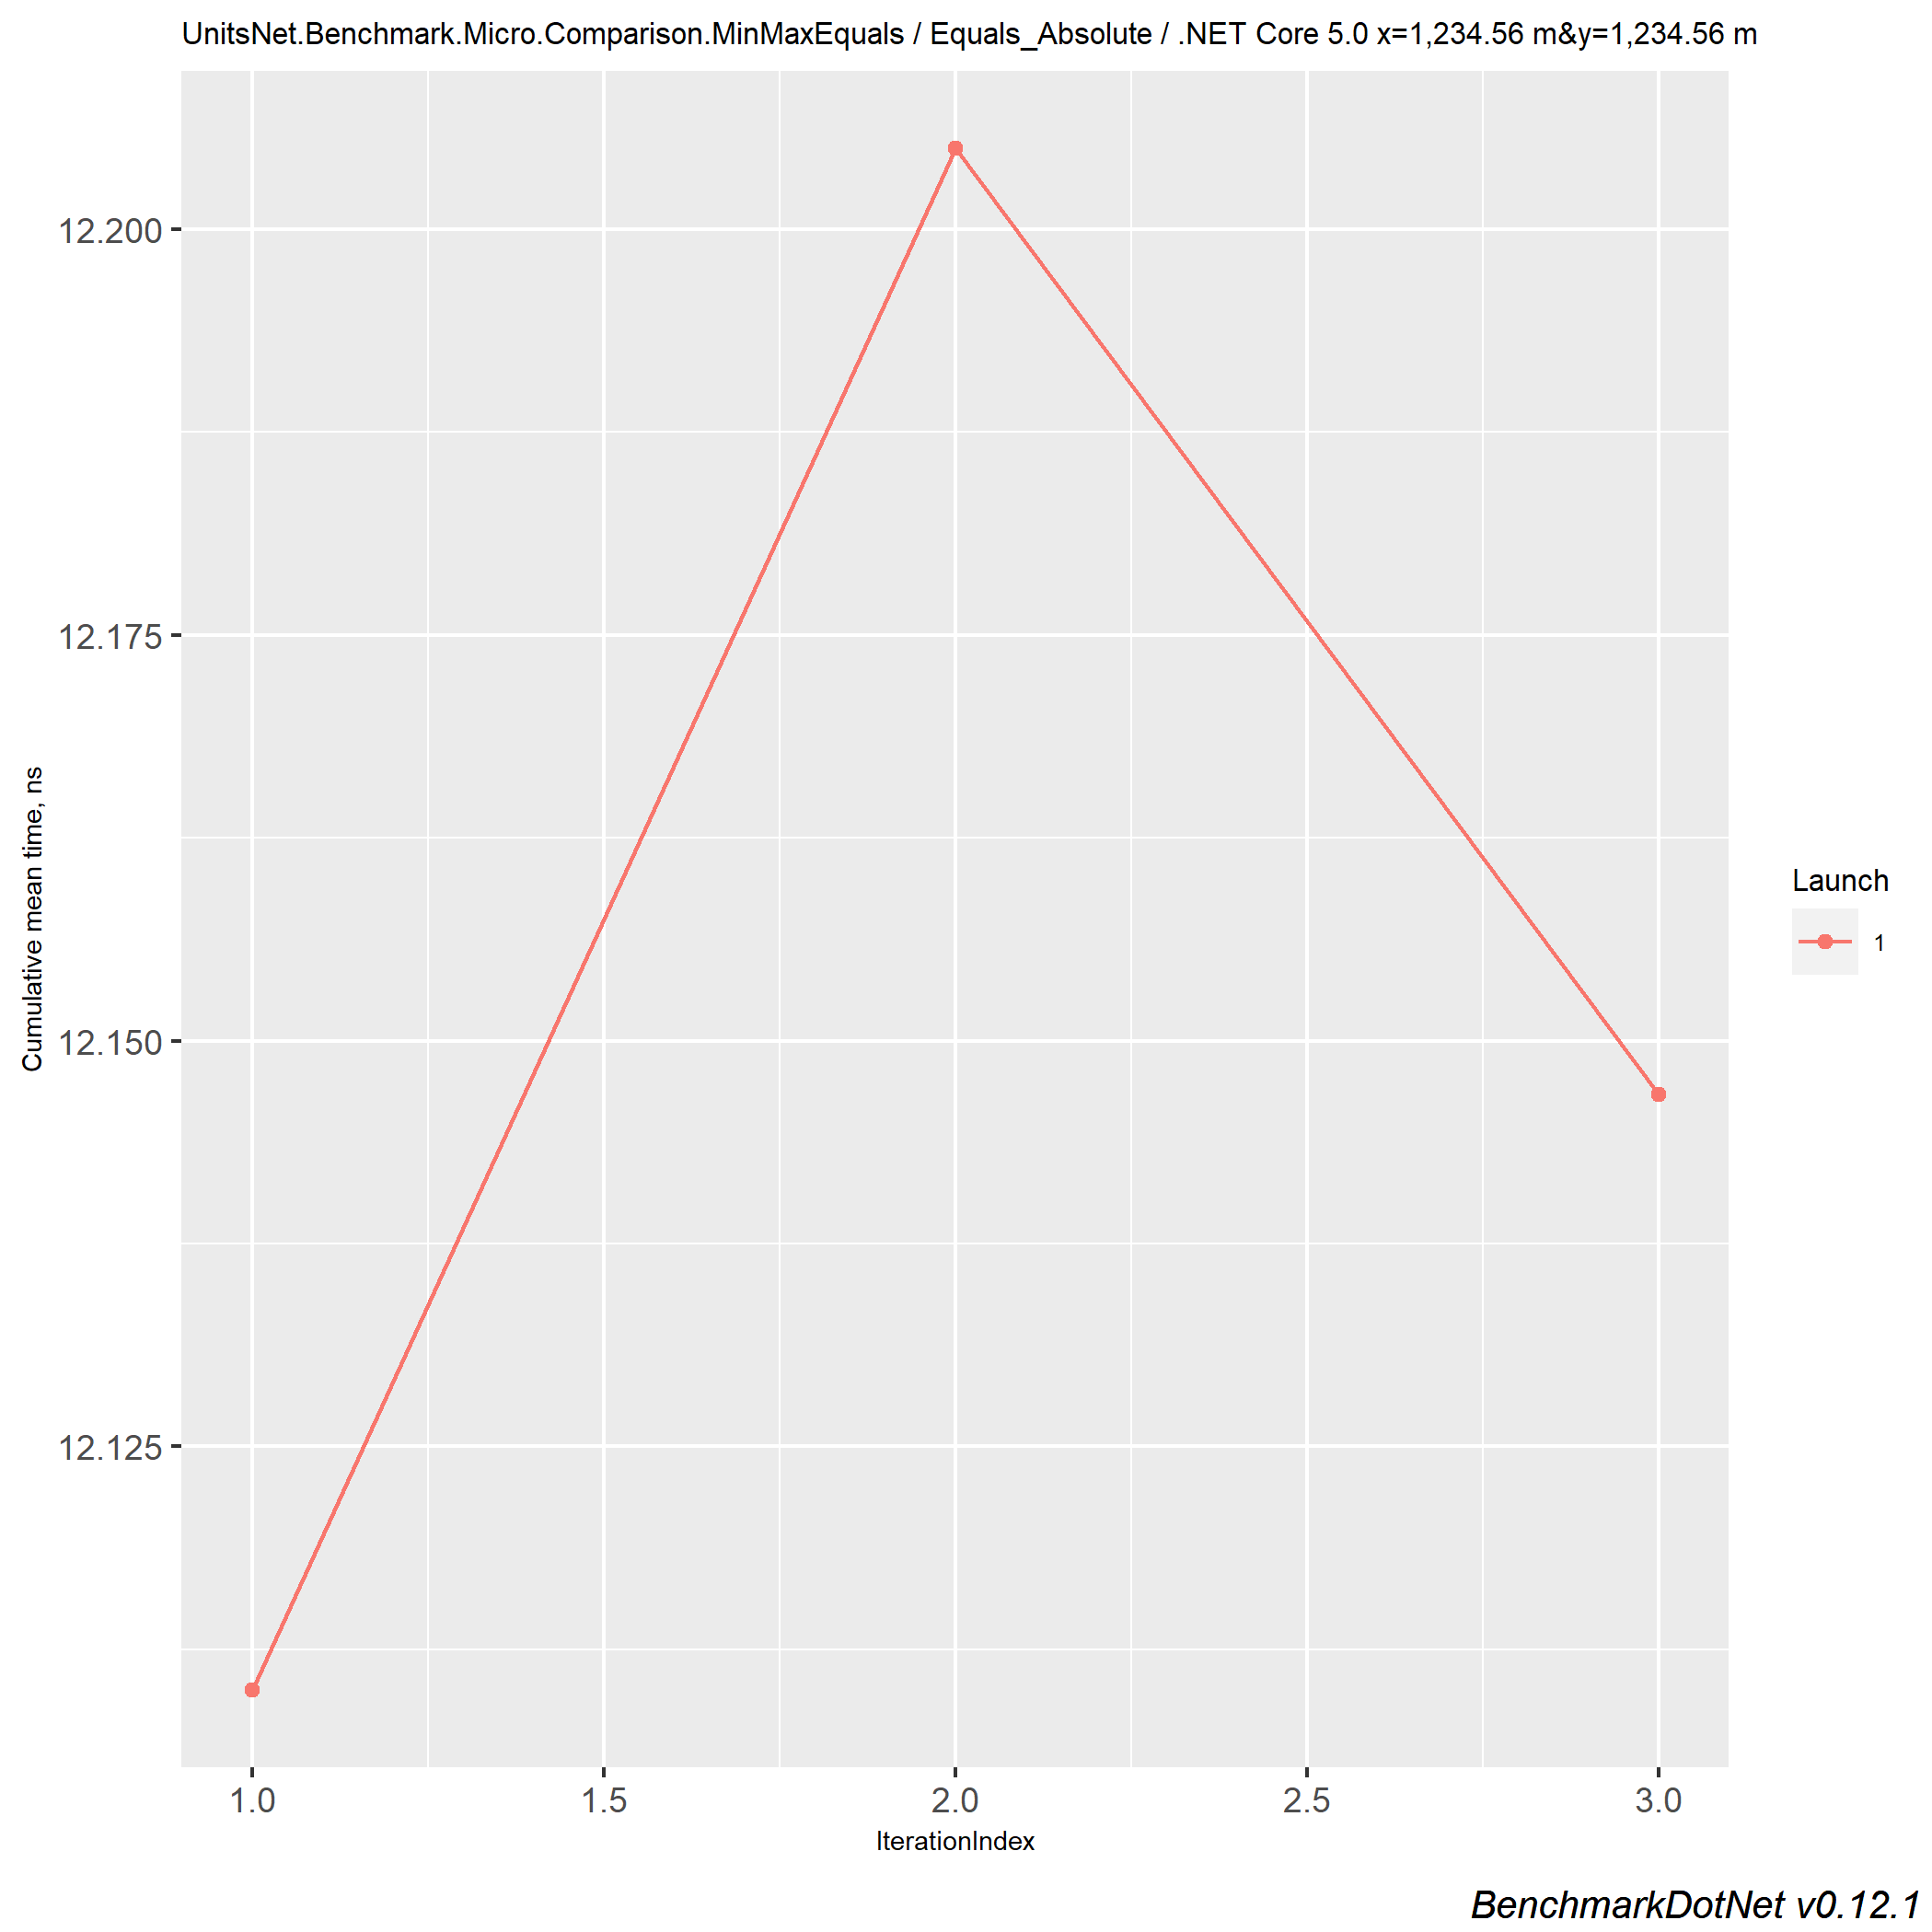 UnitsNet.Benchmark.Micro.Comparison.MinMaxEquals / Equals_Absolute / .NET Core 5.0 x=1,234.56 m&y=1,234.56 m
12.200
12.175
12.150
12.125
Cumulative mean time, ns
1.0 1.5 2.0 2.5 3.0
IterationIndex
Launch
1
BenchmarkDotNet v0.12.1